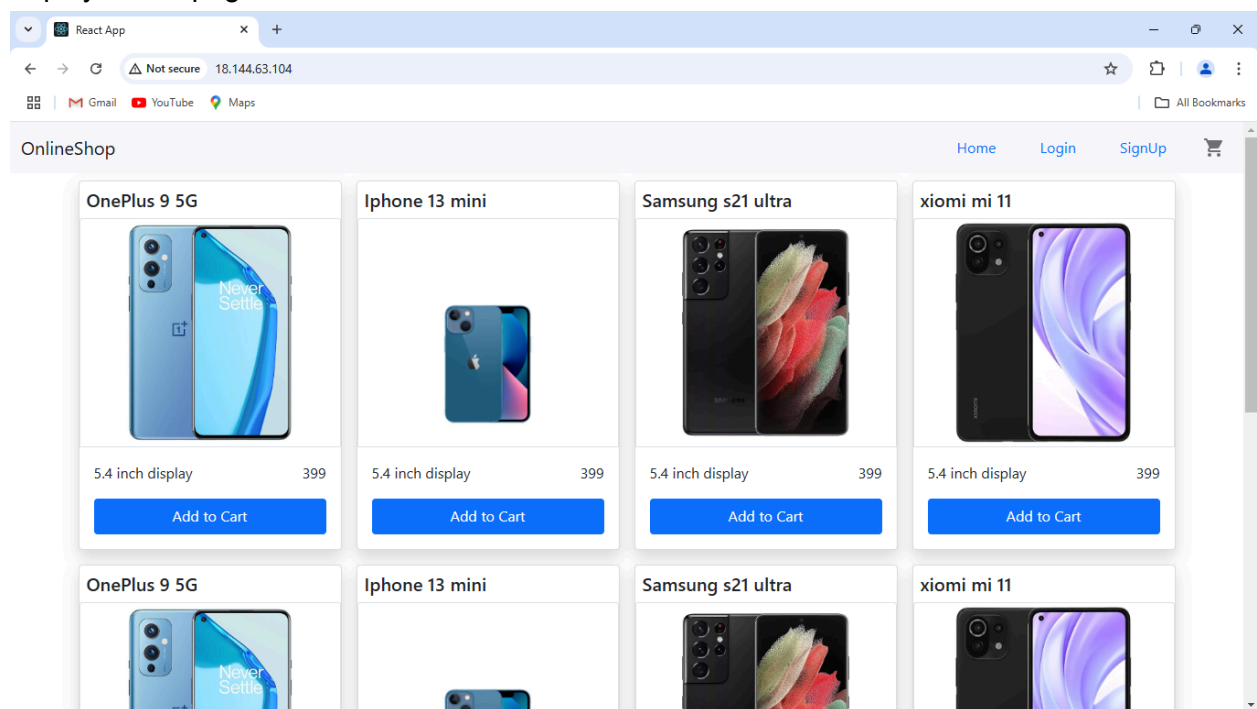 React App
Not secure 18.144.63.104
Gmail YouTube Maps All Bookmarks
OnlineShop Home Login SignUp
OnePlus 9 5G Iphone 13 mini Samsung s21 ultra xiomi mi 11
Never
Settle
5.4 inch display 399 5.4 inch display 399 5.4 inch display 399 5.4 inch display 399
Add to Cart Add to Cart Add to Cart Add to Cart
OnePlus 9 5G Iphone 13 mini Samsung s21 ultra xiomi mi 11
Never
Settle